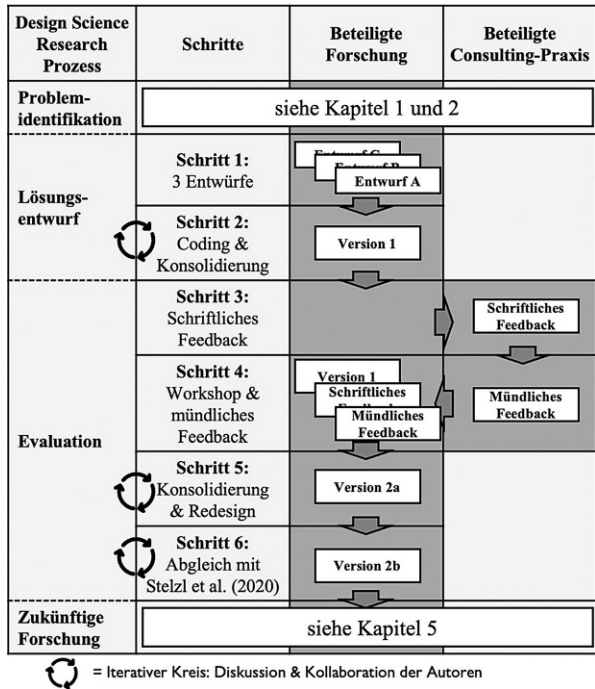 Design Science
Research
Prozess
Schritte
Beteiligte
Forschung
Beteiligte
Consulting-Praxis
Problem-
identifikation
siehe Kapitel 1 und 2
Lösungs-
entwurf
Schritt 1:
3 Entwürfe
Entwurf C
Entwurf B
Entwurf A
Schritt 2:
Coding &
Konsolidierung
Version 1
Evaluation
Schritt 3:
Schriftliches
Feedback
Schriftliches
Feedback
Schritt 4:
Workshop &
mündliches
Feedback
Version 1
Schriftliches
Feedback
Mündliches
Feedback
Mündliches
Feedback
Schritt 5:
Konsolidierung
& Redesign
Version 2a
Schritt 6:
Abgleich mit
Stelzl et al. (2020)
Version 2b
Zukünftige
Forschung
siehe Kapitel 5
= Iterativer Kreis: Diskussion & Kollaboration der Autoren